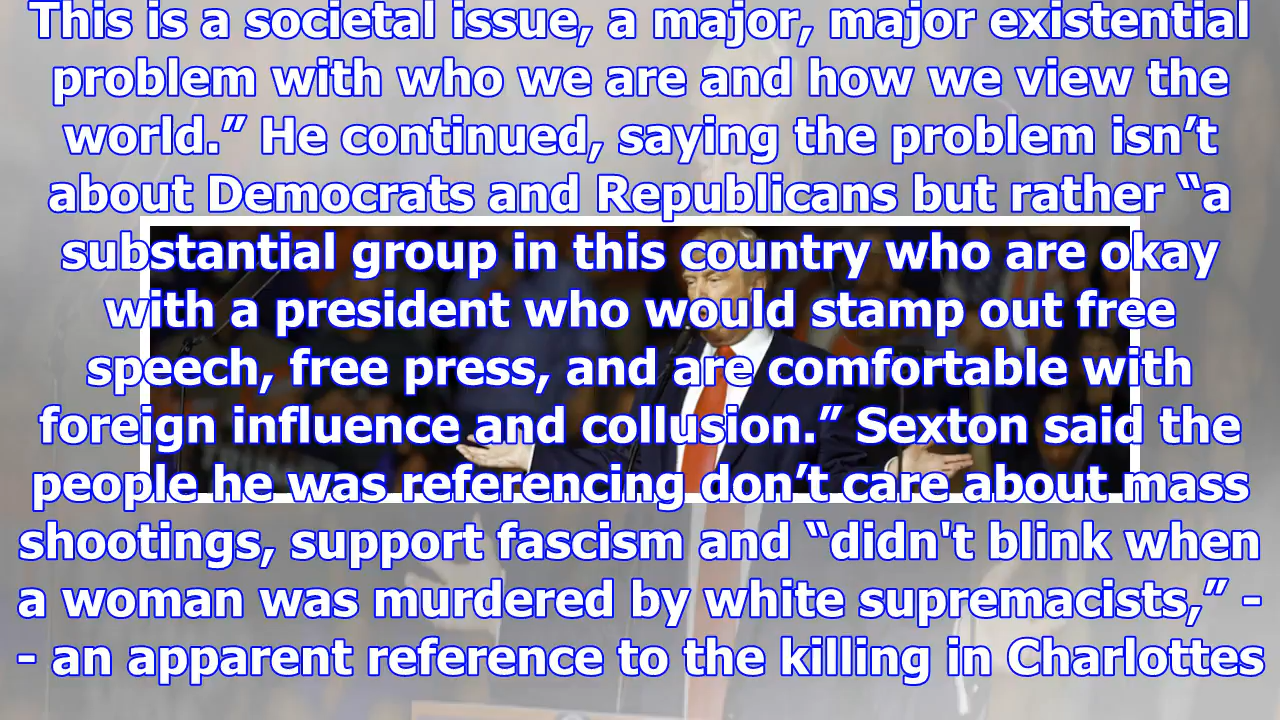 This is a societal issue, a major, major existential
problem with who we are and how we view the
world.” He continued, saying the problem isn’t
about Democrats and Republicans but rather “a
substantial group in this country who are okay
with a president who would stamp out free
speech, free press, and are comfortable with
foreign influence and collusion.” Sexton said the
people he was referencing don’t care about mass
shootings, support fascism and “didn't blink when
a woman was murdered by white supremacists,” -
- an apparent reference to the killing in Charlottes